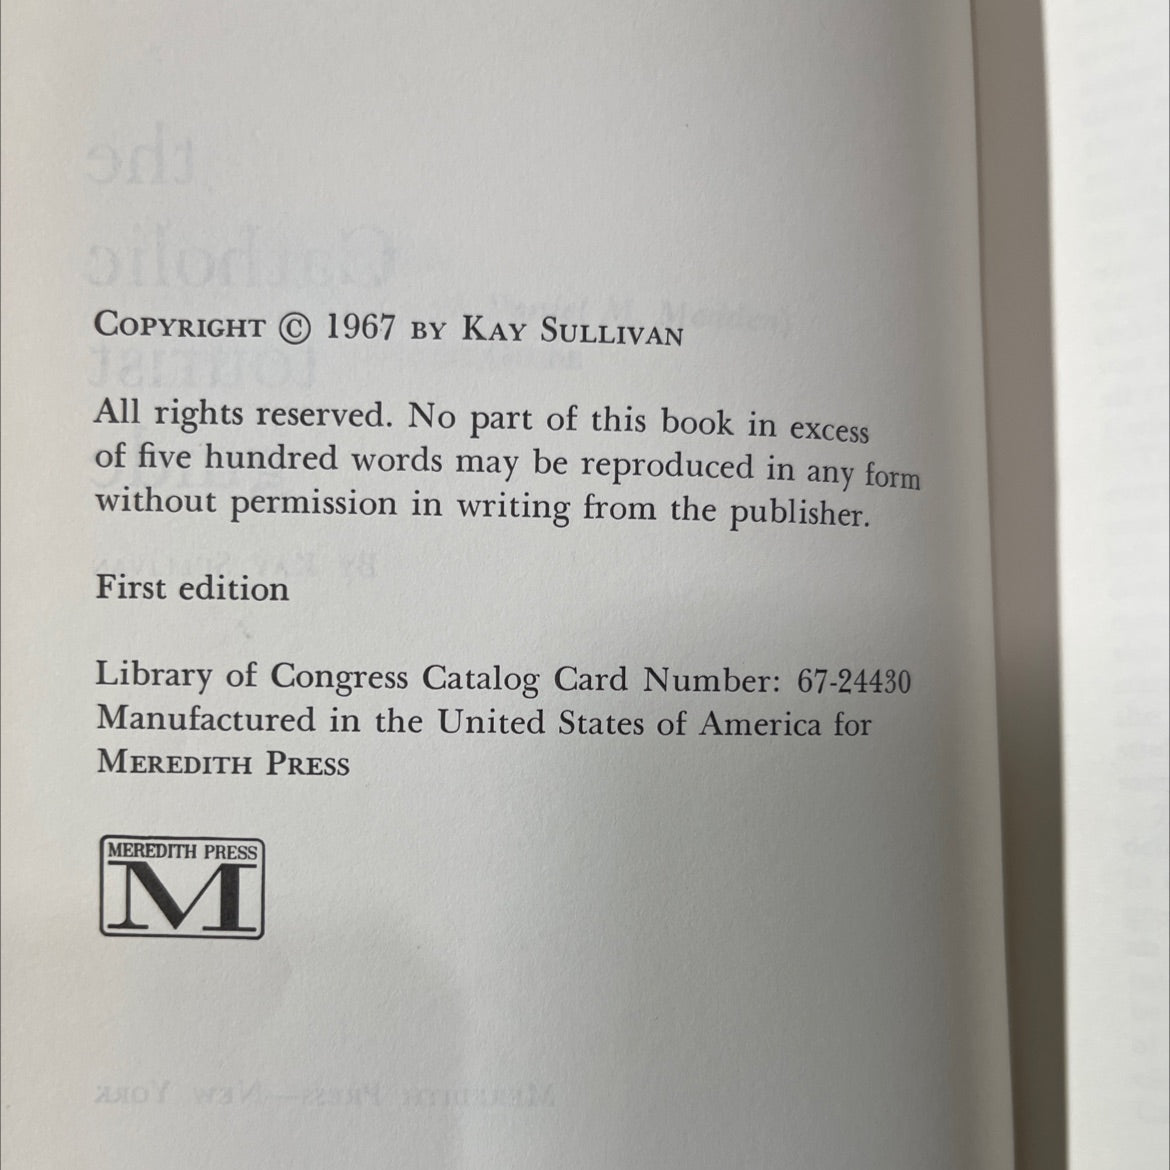 COPYRIGHT © 1967 BY KAY SULLIVAN
All rights reserved. No part of this book in excess
of five hundred words may be reproduced in any form
without permission in writing from the publisher.
First edition
Library of Congress Catalog Card Number: 67-24430
Manufactured in the United States of America for
MEREDITH PRESS
MEREDITH PRESS
M